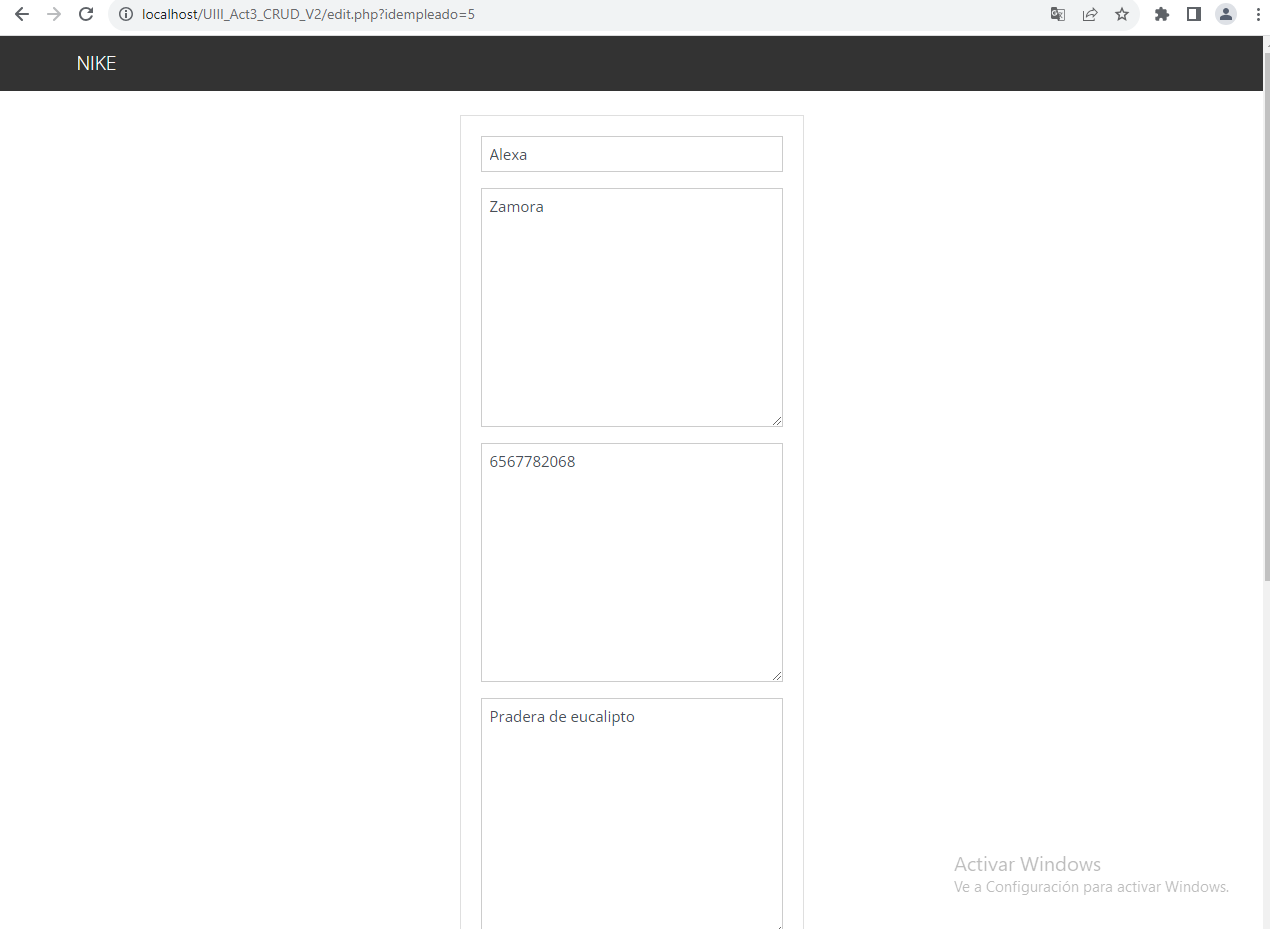 localhost/UIII_Act3_CRUD_V2/edit.php?idempleado=5
NIKE
Alexa
Zamora
6567782068
Pradera de eucalipto
Activar Windows
Ve a Configuración para activar Windows.